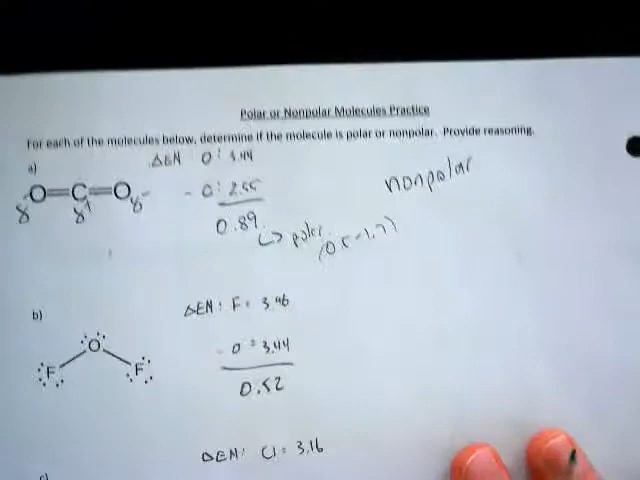 Polar or Nonpolar Molecules Practice
For each of the molecules below, determine if the molecule is polar or nonpolar. Provide reasoning.
a)
ΔEN O: 3.44
O=C=O
- C: 2.55
nonpolar
δ- δ+ δ-
0.89
↳ polar
(0.5-1.7)
b)
ΔEN: F = 3.96
O
- O = 3.44
F F
0.52
ΔEN: Cl = 3.16
c)